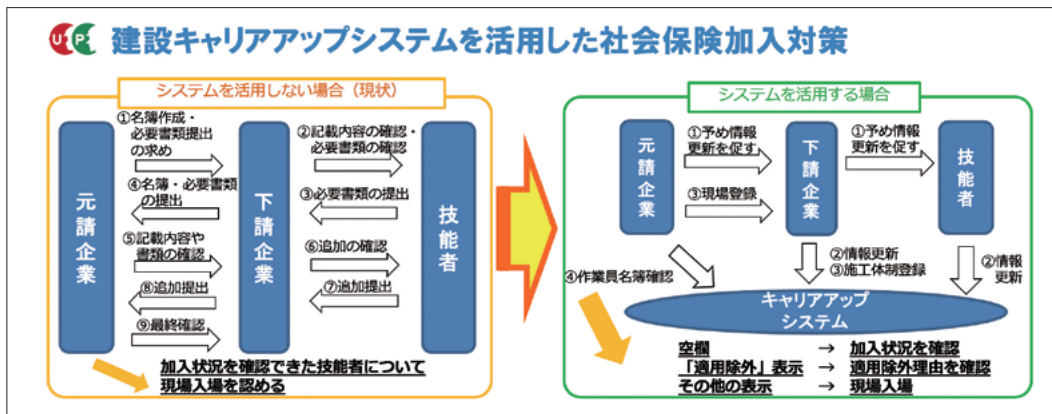 UP 建設キャリアアップシステムを活用した社会保険加入対策
システムを活用しない場合（現状）
元請企業
下請企業
技能者
①名簿作成・
必要書類提出
の求め
②記載内容の確認・
必要書類の確認
③必要書類の提出
④名簿・必要書類
の提出
⑤記載内容や
書類の確認
⑥追加の確認
⑦追加提出
⑧追加提出
⑨最終確認
加入状況を確認できた技能者について
現場入場を認める
システムを活用する場合
元請企業
下請企業
技能者
①予め情報
更新を促す
①予め情報
更新を促す
③現場登録
②情報更新
③施工体制登録
②情報
更新
④作業員名簿確認
キャリアアップ
システム
空欄 → 加入状況を確認
「適用除外」表示 → 適用除外理由を確認
その他の表示 → 現場入場